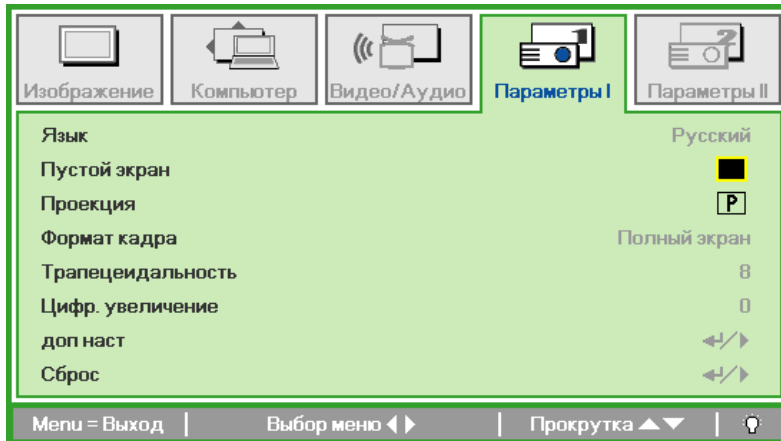 Изображение Компьютер Видео/Аудио Параметры I Параметры II
Язык Русский
Пустой экран
Проекция P
Формат кадра Полный экран
Трапецеидальность 8
Цифр. увеличение 0
доп наст
Сброс
Menu = Выход Выбор меню Прокрутка